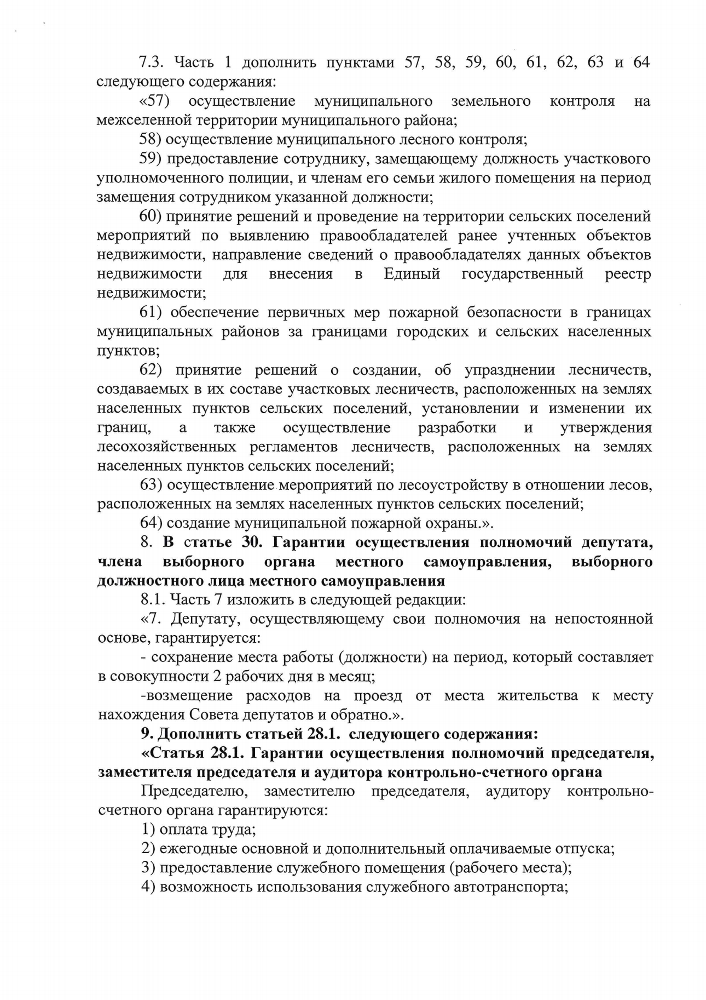 7.3. Часть 1 дополнить пунктами 57, 58, 59, 60, 61, 62, 63 и 64
следующего содержания:
«57) осуществление муниципального земельного контроля на
межселенной территории муниципального района;
58) осуществление муниципального лесного контроля;
59) предоставление сотруднику, замещающему должность участкового
уполномоченного полиции, и членам его семьи жилого помещения на период
замещения сотрудником указанной должности;
60) принятие решений и проведение на территории сельских поселений
мероприятий по выявлению правообладателей ранее учтенных объектов
недвижимости, направление сведений о правообладателях данных объектов
недвижимости для внесения в Единый государственный реестр
недвижимости;
61) обеспечение первичных мер пожарной безопасности в границах
муниципальных районов за границами городских и сельских населенных
пунктов;
62) принятие решений о создании, об упразднении лесничеств,
создаваемых в их составе участковых лесничеств, расположенных на землях
населенных пунктов сельских поселений, установлении и изменении их
границ, а также осуществление разработки и утверждения
лесохозяйственных регламентов лесничеств, расположенных на землях
населенных пунктов сельских поселений;
63) осуществление мероприятий по лесоустройству в отношении лесов,
расположенных на землях населенных пунктов сельских поселений;
64) создание муниципальной пожарной охраны.».
8. В статье 30. Гарантии осуществления полномочий депутата,
члена выборного органа местного самоуправления, выборного
должностного лица местного самоуправления
8.1. Часть 7 изложить в следующей редакции:
«7. Депутату, осуществляющему свои полномочия на непостоянной
основе, гарантируется:
- сохранение места работы (должности) на период, который составляет
в совокупности 2 рабочих дня в месяц;
-возмещение расходов на проезд от места жительства к месту
нахождения Совета депутатов и обратно.».
9. Дополнить статьей 28.1. следующего содержания:
«Статья 28.1. Гарантии осуществления полномочий председателя,
заместителя председателя и аудитора контрольно-счетного органа
Председателю, заместителю председателя, аудитору контрольно-
счетного органа гарантируются:
1) оплата труда;
2) ежегодные основной и дополнительный оплачиваемые отпуска;
3) предоставление служебного помещения (рабочего места);
4) возможность использования служебного автотранспорта;